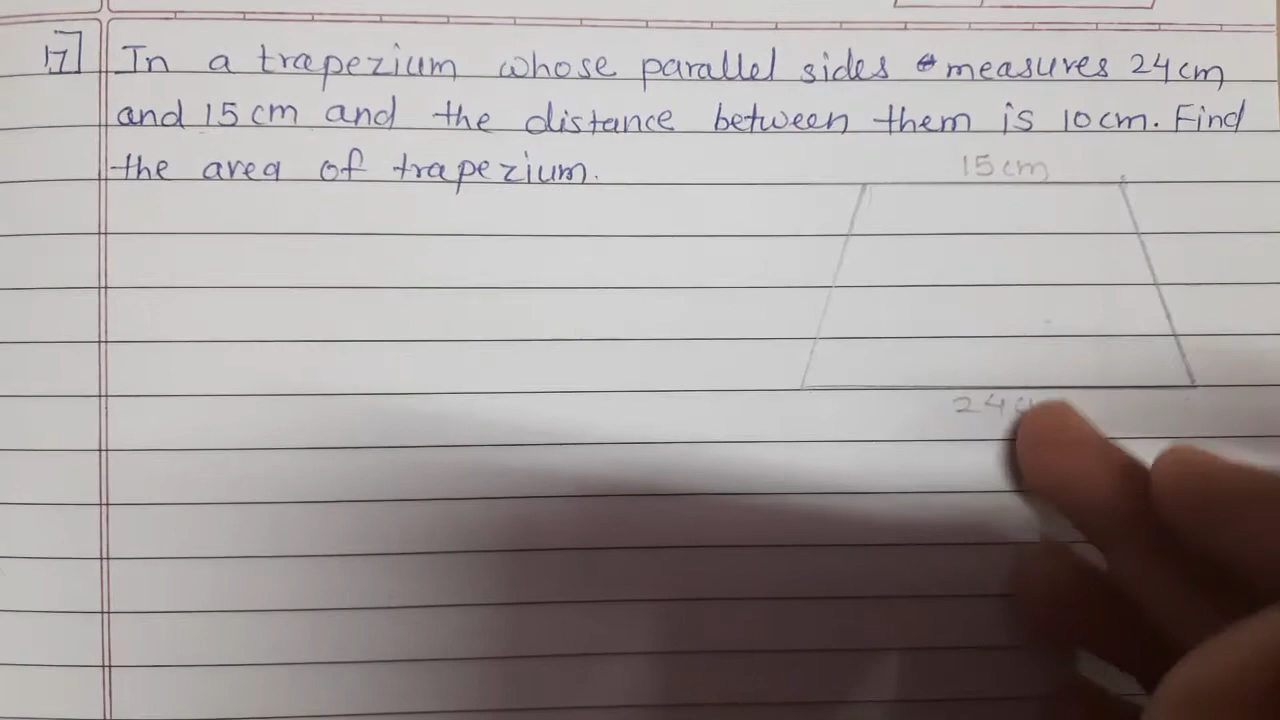 17] In a trapezium whose parallel sides measures 24 cm
and 15 cm and the distance between them is 10 cm. Find
the area of trapezium.
15 cm
24